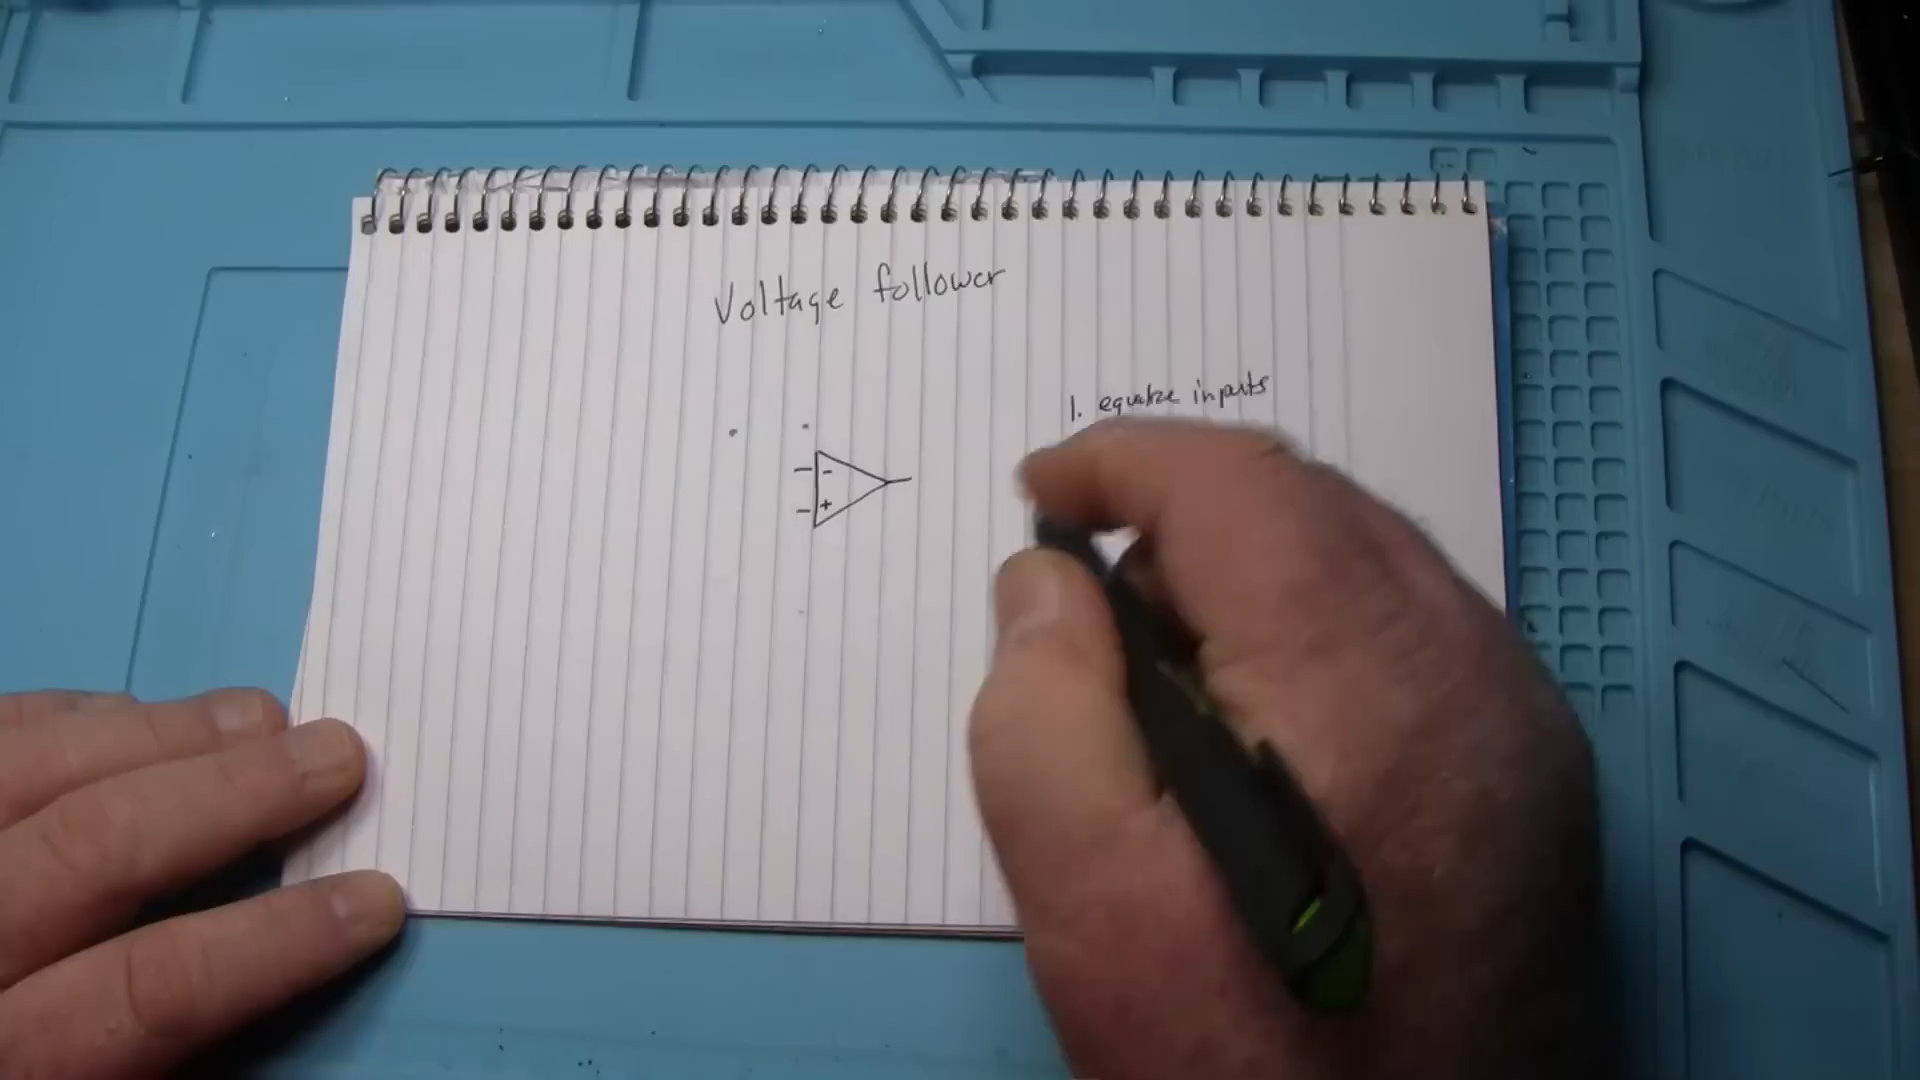 Voltage follower
1. equalize inputs
-
+